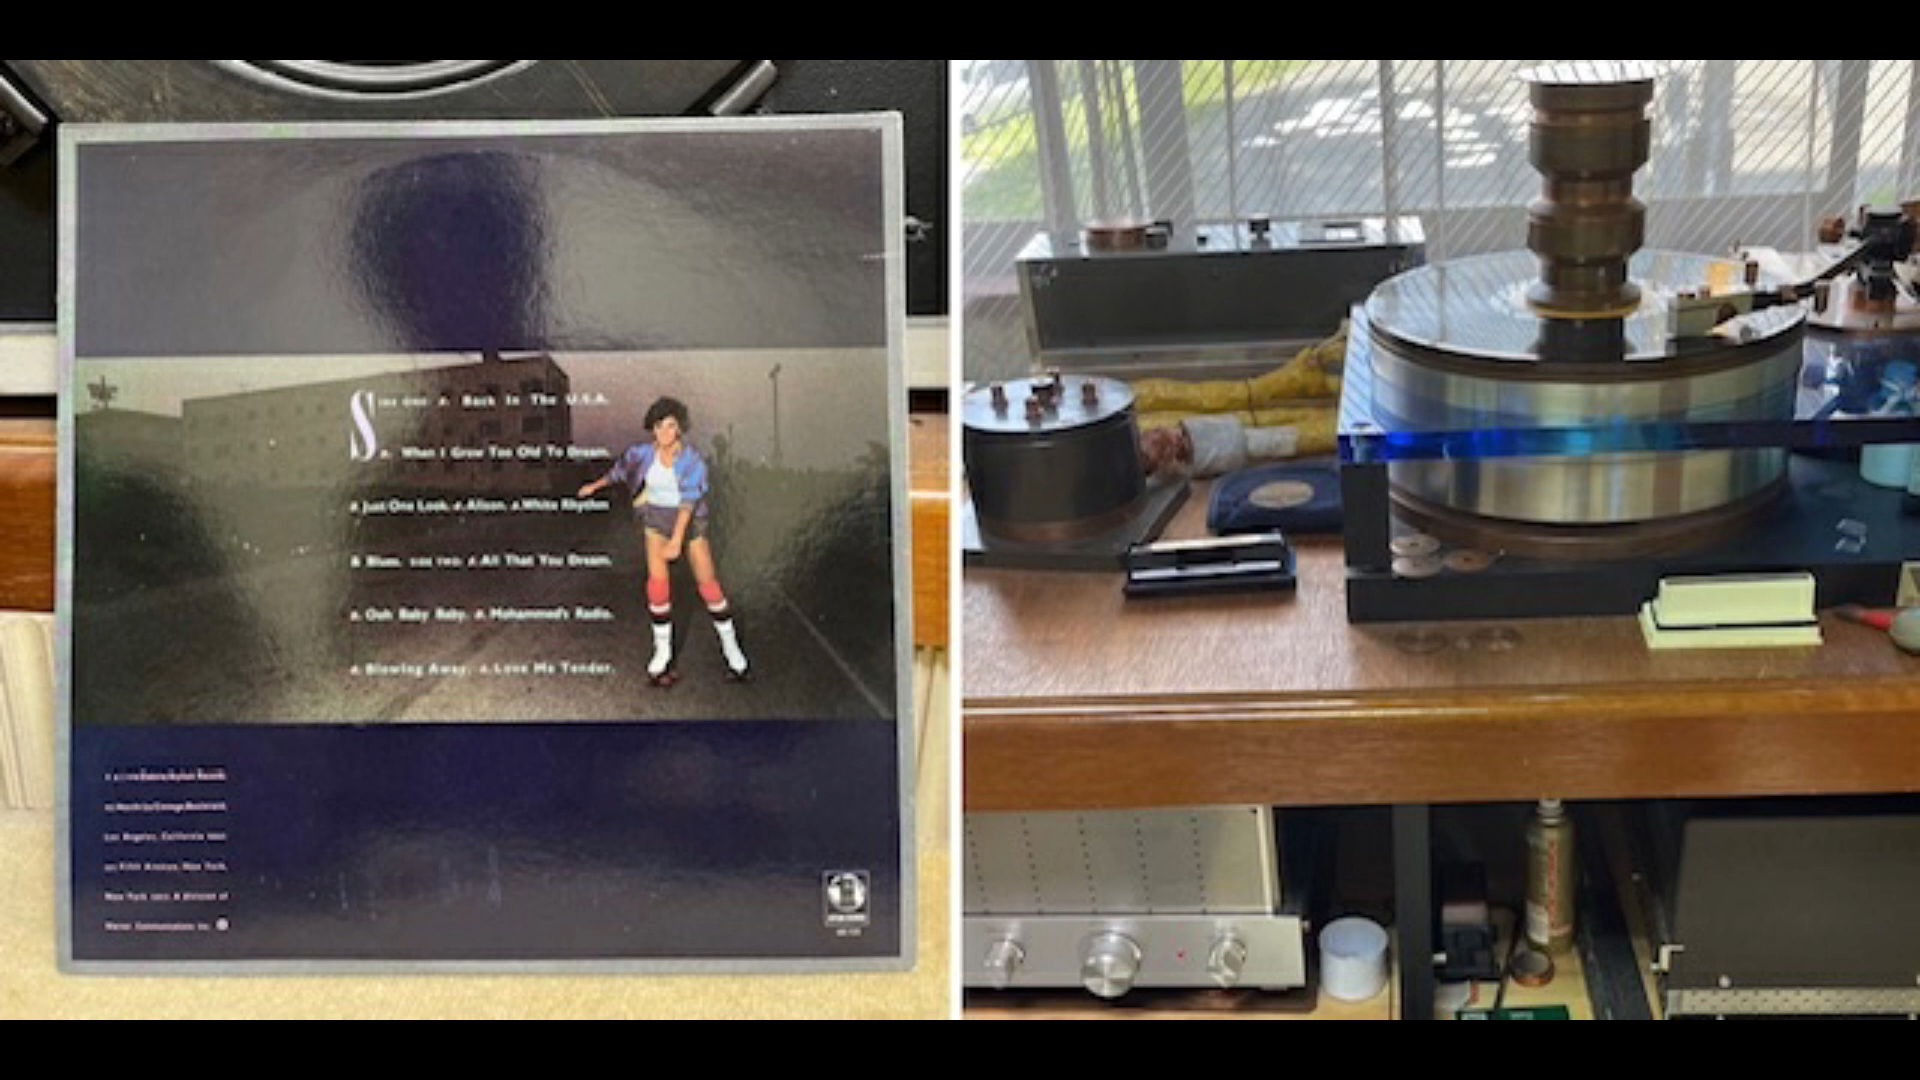 Side One: Back In The U.S.A.
When I Grow Too Old To Dream.
Just One Look. Alison. White Rhythm
& Blues. Side Two: All That You Dream.
Ooh Baby Baby. Mohammed's Radio.
Blowing Away. Love Me Tender.
Los Angeles, California
Fifth Avenue, New York,
New York A division of
Warner Communications Inc.